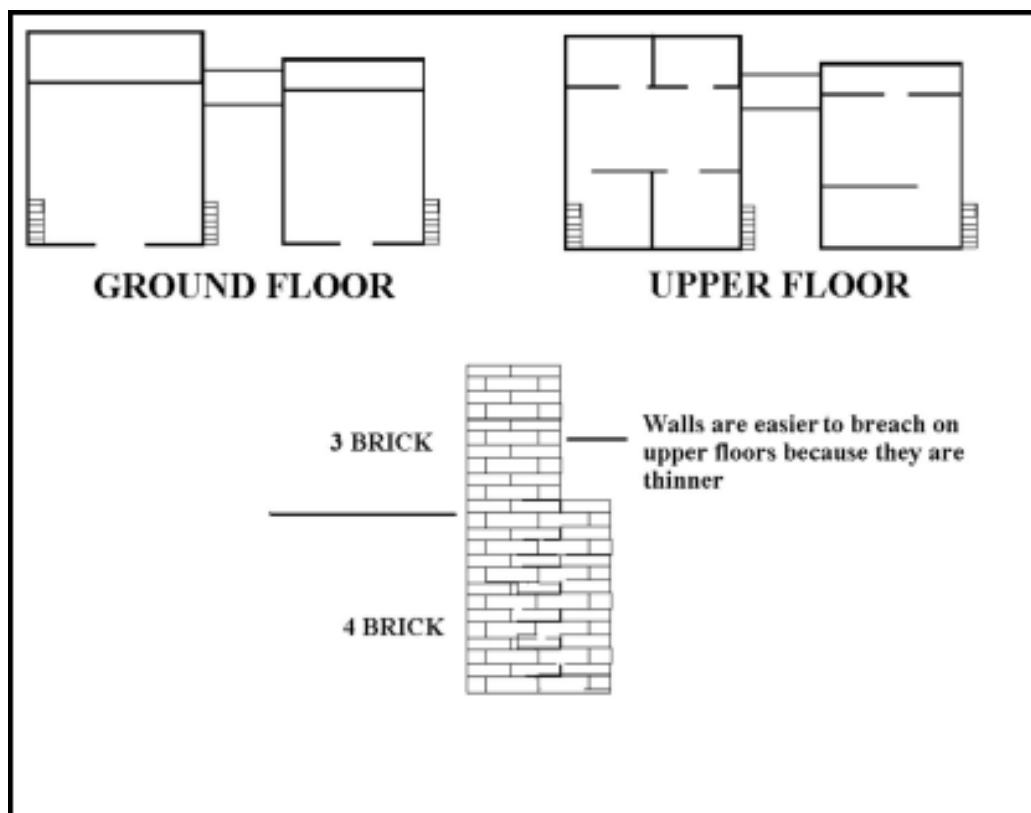 GROUND FLOOR
UPPER FLOOR
3 BRICK
Walls are easier to breach on
upper floors because they are
thinner
4 BRICK